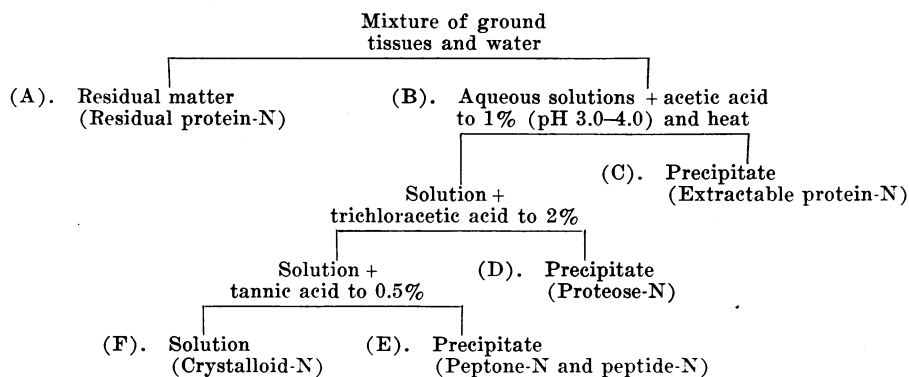 Mixture of ground
tissues and water
(A). Residual matter
(Residual protein-N)
(B). Aqueous solutions + acetic acid
to 1% (pH 3.0–4.0) and heat
(C). Precipitate
(Extractable protein-N)
Solution +
trichloracetic acid to 2%
(D). Precipitate
(Proteose-N)
Solution +
tannic acid to 0.5%
(F). Solution
(Crystalloid-N)
(E). Precipitate
(Peptone-N and peptide-N)